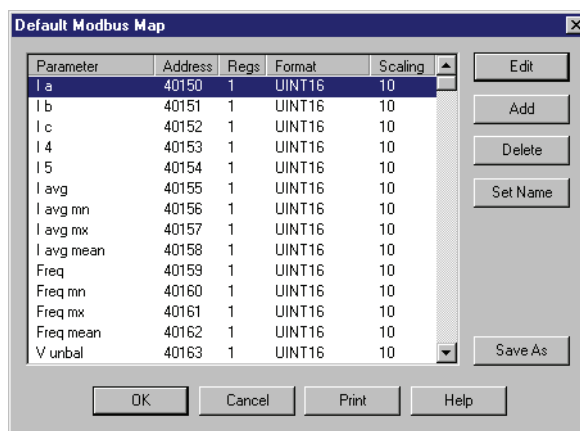 Default Modbus Map
Parameter Address Regs Format Scaling
I a 40150 1 UINT16 10
I b 40151 1 UINT16 10
I c 40152 1 UINT16 10
I 4 40153 1 UINT16 10
I 5 40154 1 UINT16 10
I avg 40155 1 UINT16 10
I avg mn 40156 1 UINT16 10
I avg mx 40157 1 UINT16 10
I avg mean 40158 1 UINT16 10
Freq 40159 1 UINT16 10
Freq mn 40160 1 UINT16 10
Freq mx 40161 1 UINT16 10
Freq mean 40162 1 UINT16 10
V unbal 40163 1 UINT16 10
Edit
Add
Delete
Set Name
Save As
OK Cancel Print Help